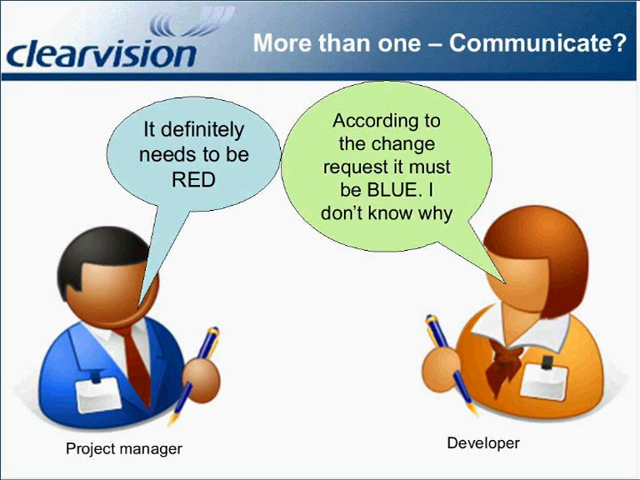 clearvision
More than one – Communicate?
It definitely
needs to be
RED
According to
the change
request it must
be BLUE. I
don't know why
Project manager
Developer